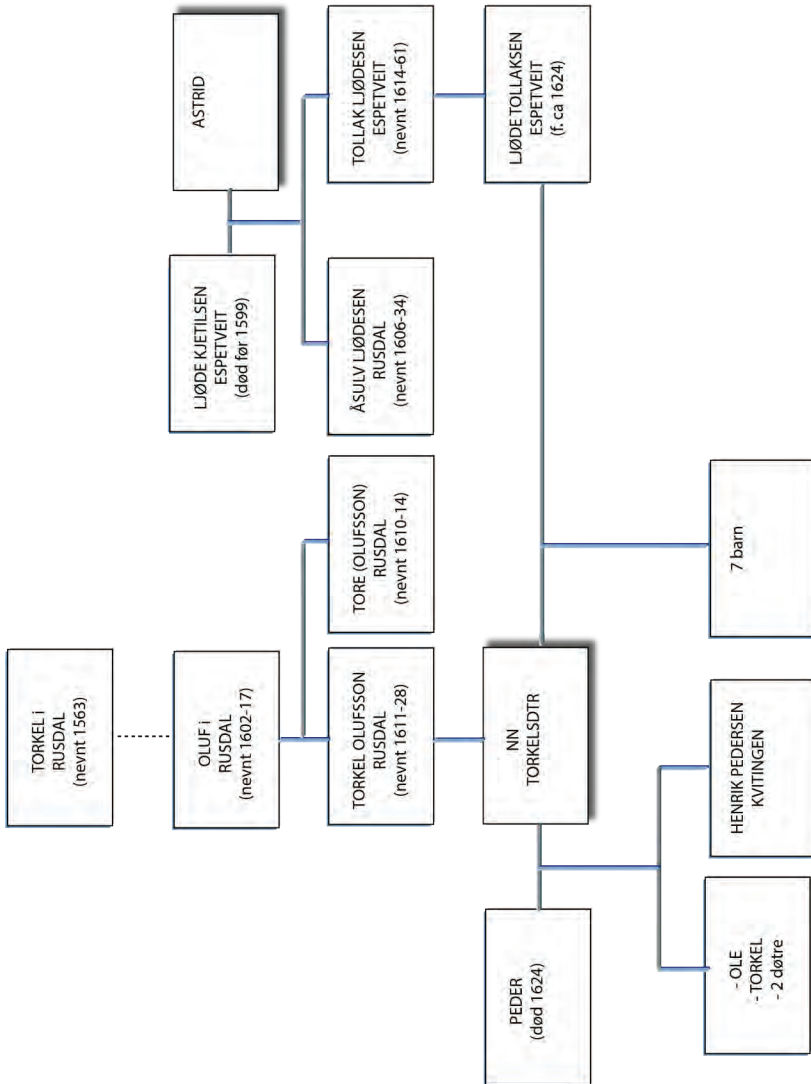 TORKEL i
RUSDAL
(nevnt 1563)
LJØDE KJETILSEN
ESPETVEIT
(død før 1599)
ASTRID
OLUF i
RUSDAL
(nevnt 1602-17)
TORKEL OLUFSSON
RUSDAL
(nevnt 1611-28)
TORE (OLUFSSON)
RUSDAL
(nevnt 1610-14)
ÅSULV LJØDESEN
RUSDAL
(nevnt 1606-34)
TOLLAK LJØDESEN
ESPETVEIT
(nevnt 1614-61)
PEDER
(død 1624)
NN
TORKELSDTR
LJØDE TOLLAKSEN
ESPETVEIT
(f. ca 1624)
- OLE
- TORKEL
- 2 døtre
HENRIK PEDERSEN
KVITINGEN
7 barn